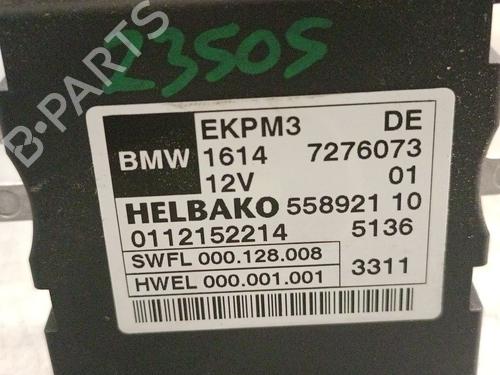 23505
BMW
EKPM3 DE
1614 7276073
12V 01
HELBAKO 558921 10
0112152214 5136
SWFL 000.128.008
HWEL 000.001.001 3311
B-PARTS